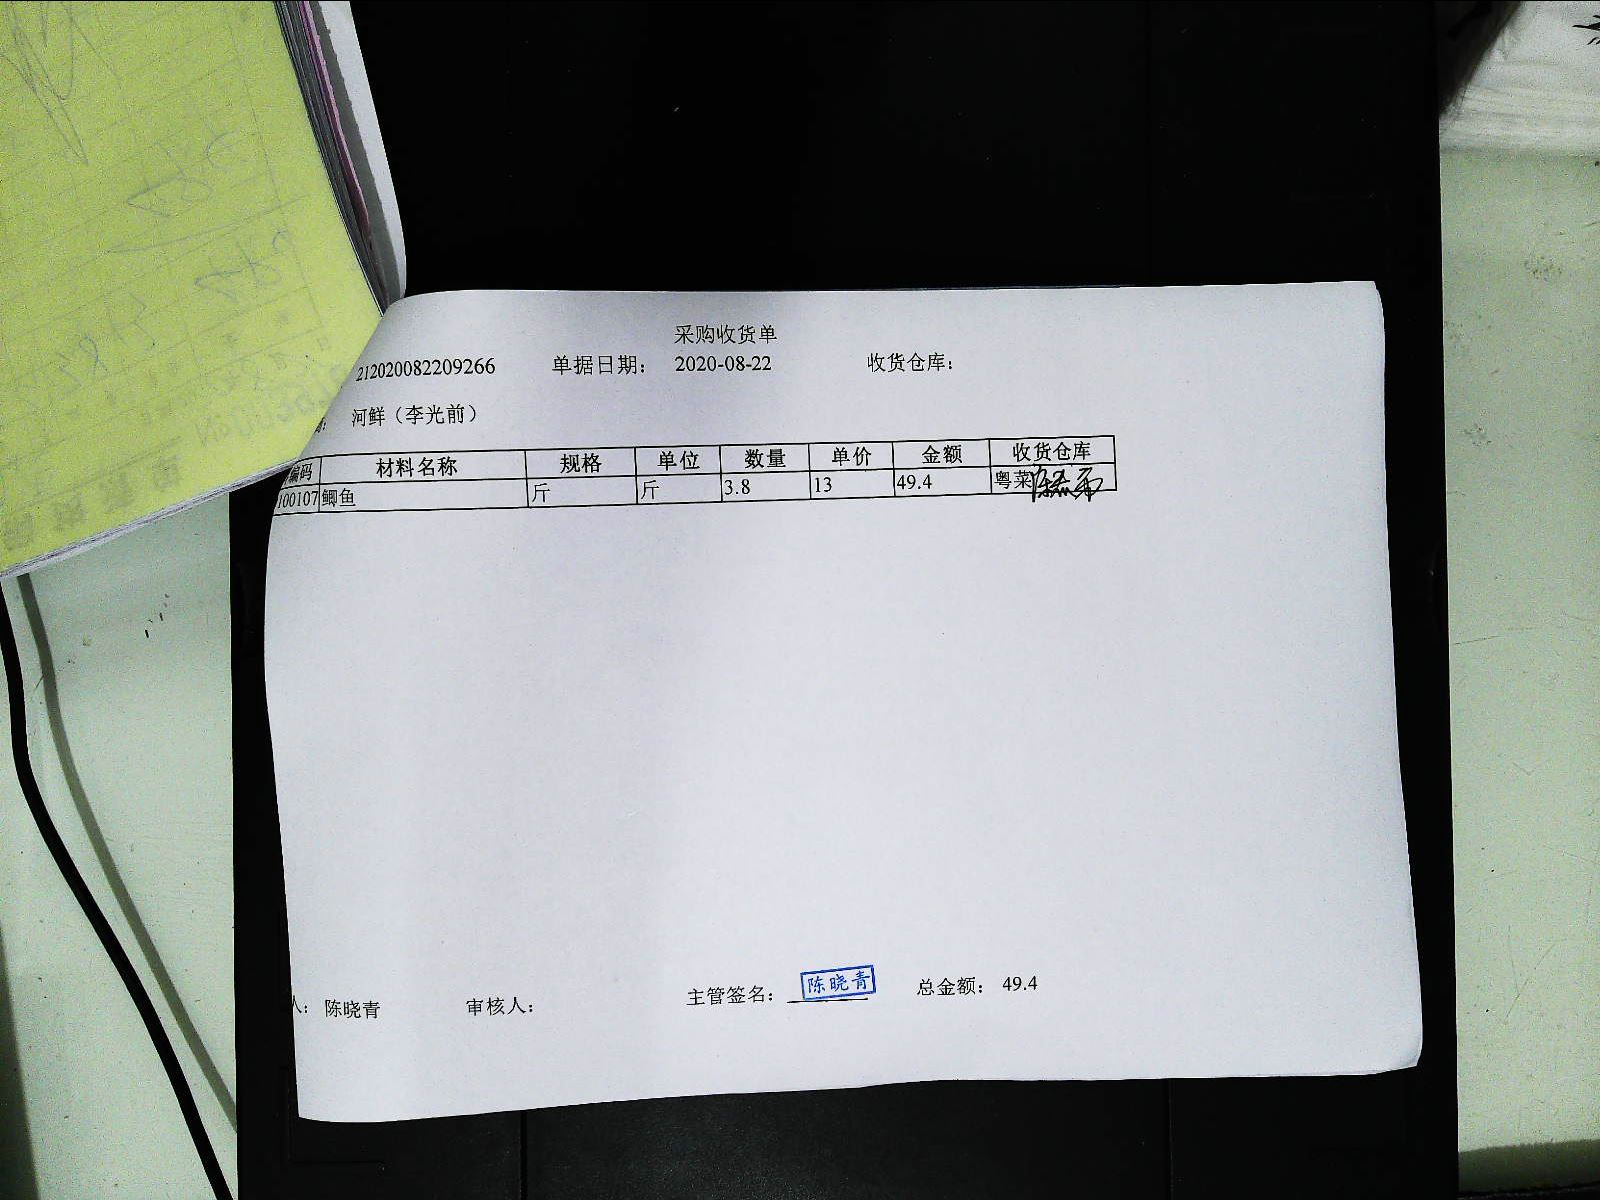 采购收货单
212020082209266 单据日期: 2020-08-22 收货仓库:
河鲜（李光前）
编码 材料名称 规格 单位 数量 单价 金额 收货仓库
100107 鲫鱼 斤 斤 3.8 13 49.4 粤菜
人: 陈晓青 审核人: 主管签名: 陈晓青 总金额: 49.4